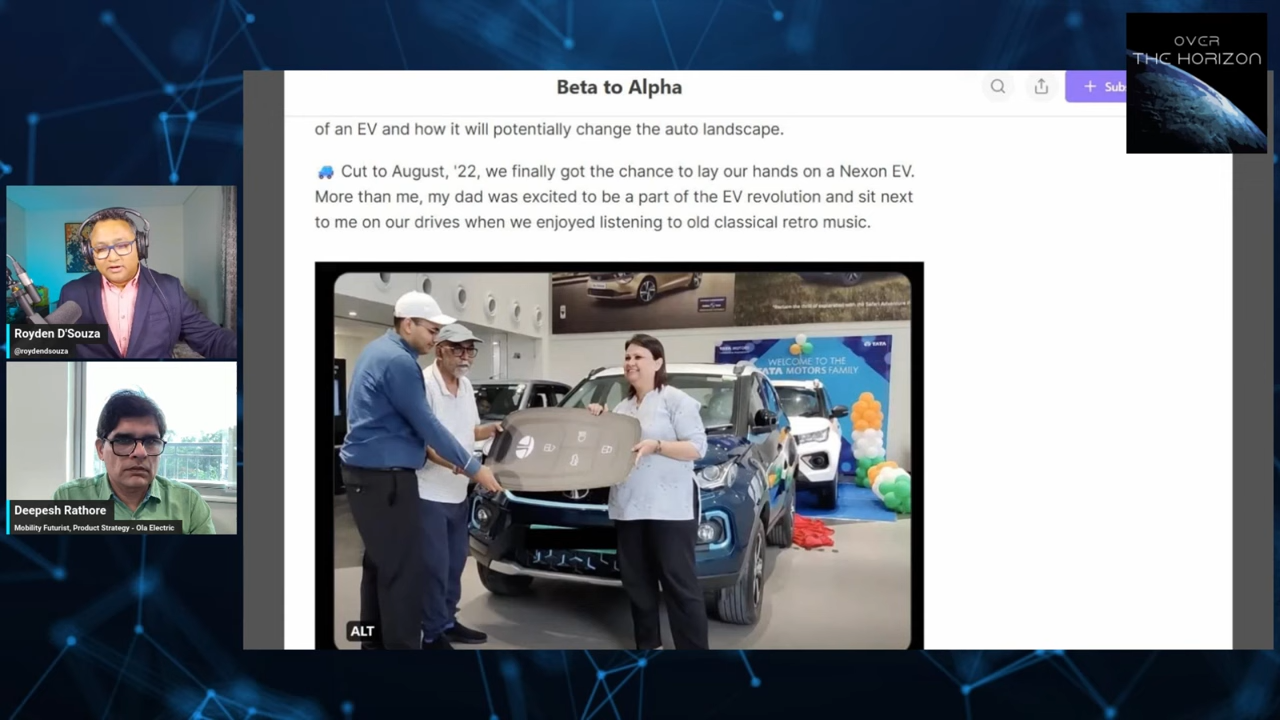 OVER
THE HORIZON
Beta to Alpha
+ Subs
of an EV and how it will potentially change the auto landscape.
🚙 Cut to August, '22, we finally got the chance to lay our hands on a Nexon EV.
More than me, my dad was excited to be a part of the EV revolution and sit next
to me on our drives when we enjoyed listening to old classical retro music.
TATA MOTORS
TATA
WELCOME TO THE
TATA MOTORS FAMILY
ALT
Royden D'Souza
@roydendsouza
Deepesh Rathore
Mobility Futurist, Product Strategy - Ola Electric